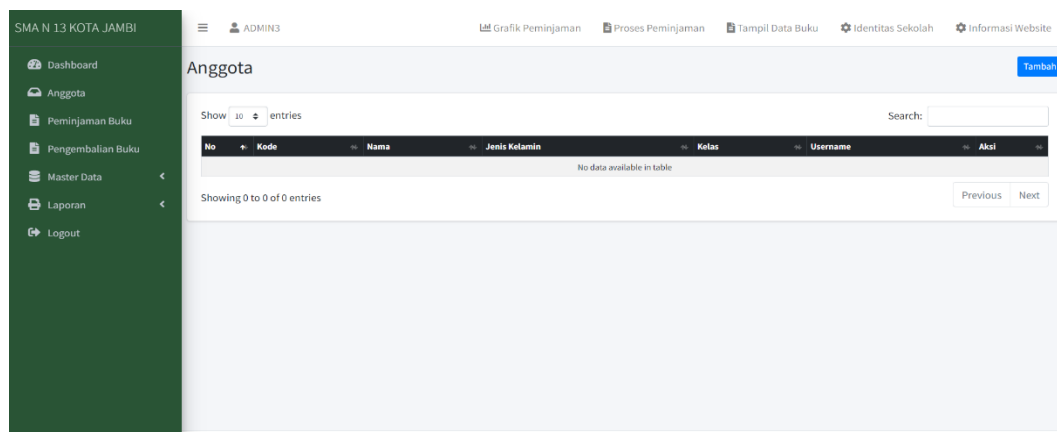 SMA N 13 KOTA JAMBI
ADMIN3
Grafik Peminjaman
Proses Peminjaman
Tampil Data Buku
Identitas Sekolah
Informasi Website
Dashboard
Anggota
Peminjaman Buku
Pengembalian Buku
Master Data
Laporan
Logout
Anggota
Tambah
Show 10 entries
Search:
No Kode Nama Jenis Kelamin Kelas Username Aksi
No data available in table
Showing 0 to 0 of 0 entries
Previous Next